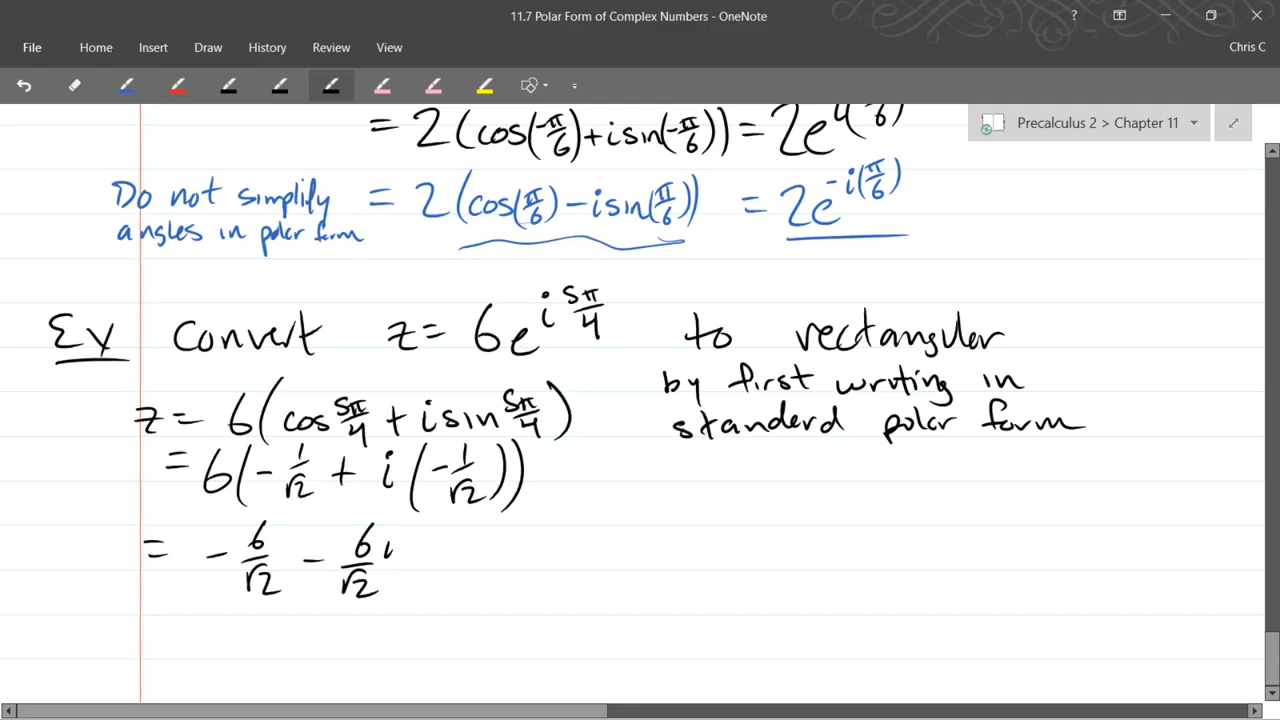 11.7 Polar Form of Complex Numbers - OneNote
File Home Insert Draw History Review View Chris C
Precalculus 2 > Chapter 11
= 2(cos(-π/6)+isin(-π/6)) = 2e
Do not simplify = 2(cos(π/6) - isin(π/6)) = 2e^-i(π/6)
angles in polar form
Ex Convert z = 6e^i 5π/4 to rectangular
by first writing in
z = 6(cos 5π/4 + i sin 5π/4) standerd polar form
= 6(- 1/√2 + i (- 1/√2))
= - 6/√2 - 6/√2 i